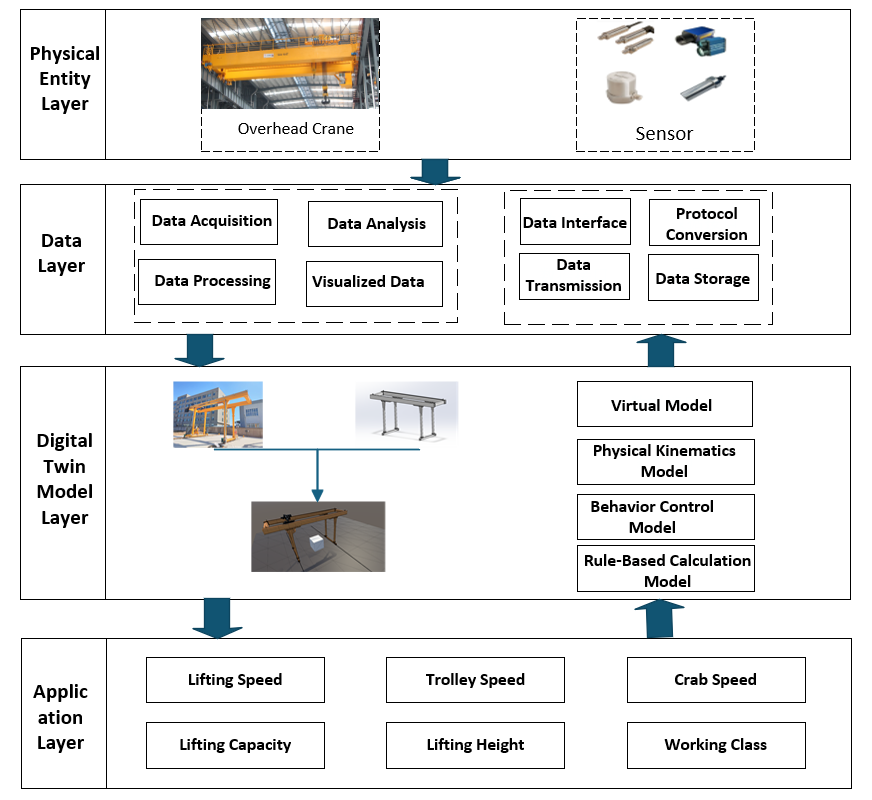 Physical
Entity
Layer
Overhead Crane
Sensor
Data
Layer
Data Acquisition
Data Analysis
Data Processing
Visualized Data
Data Interface
Protocol
Conversion
Data
Transmission
Data Storage
Digital
Twin
Model
Layer
Virtual Model
Physical Kinematics
Model
Behavior Control
Model
Rule-Based Calculation
Model
Applic
ation
Layer
Lifting Speed
Trolley Speed
Crab Speed
Lifting Capacity
Lifting Height
Working Class